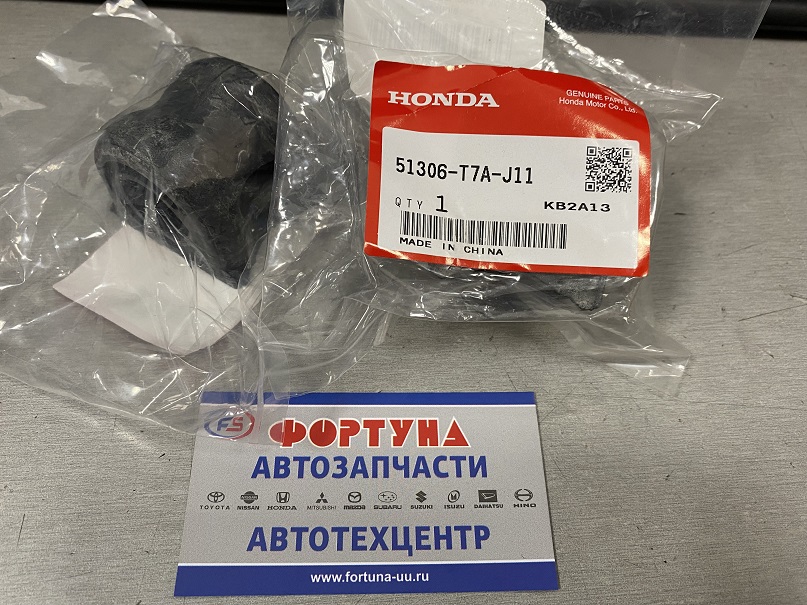 HONDA
GENUINE PARTS
Honda Motor Co., Ltd.
51306-T7A-J11
QTY 1
KB2A13
MADE IN CHINA
FS ФОРТУНА
АВТОЗАПЧАСТИ
TOYOTA NISSAN HONDA MITSUBISHI mazda SUBARU SUZUKI ISUZU DAIHATSU HINO
АВТОТЕХЦЕНТР
www.fortuna-uu.ru